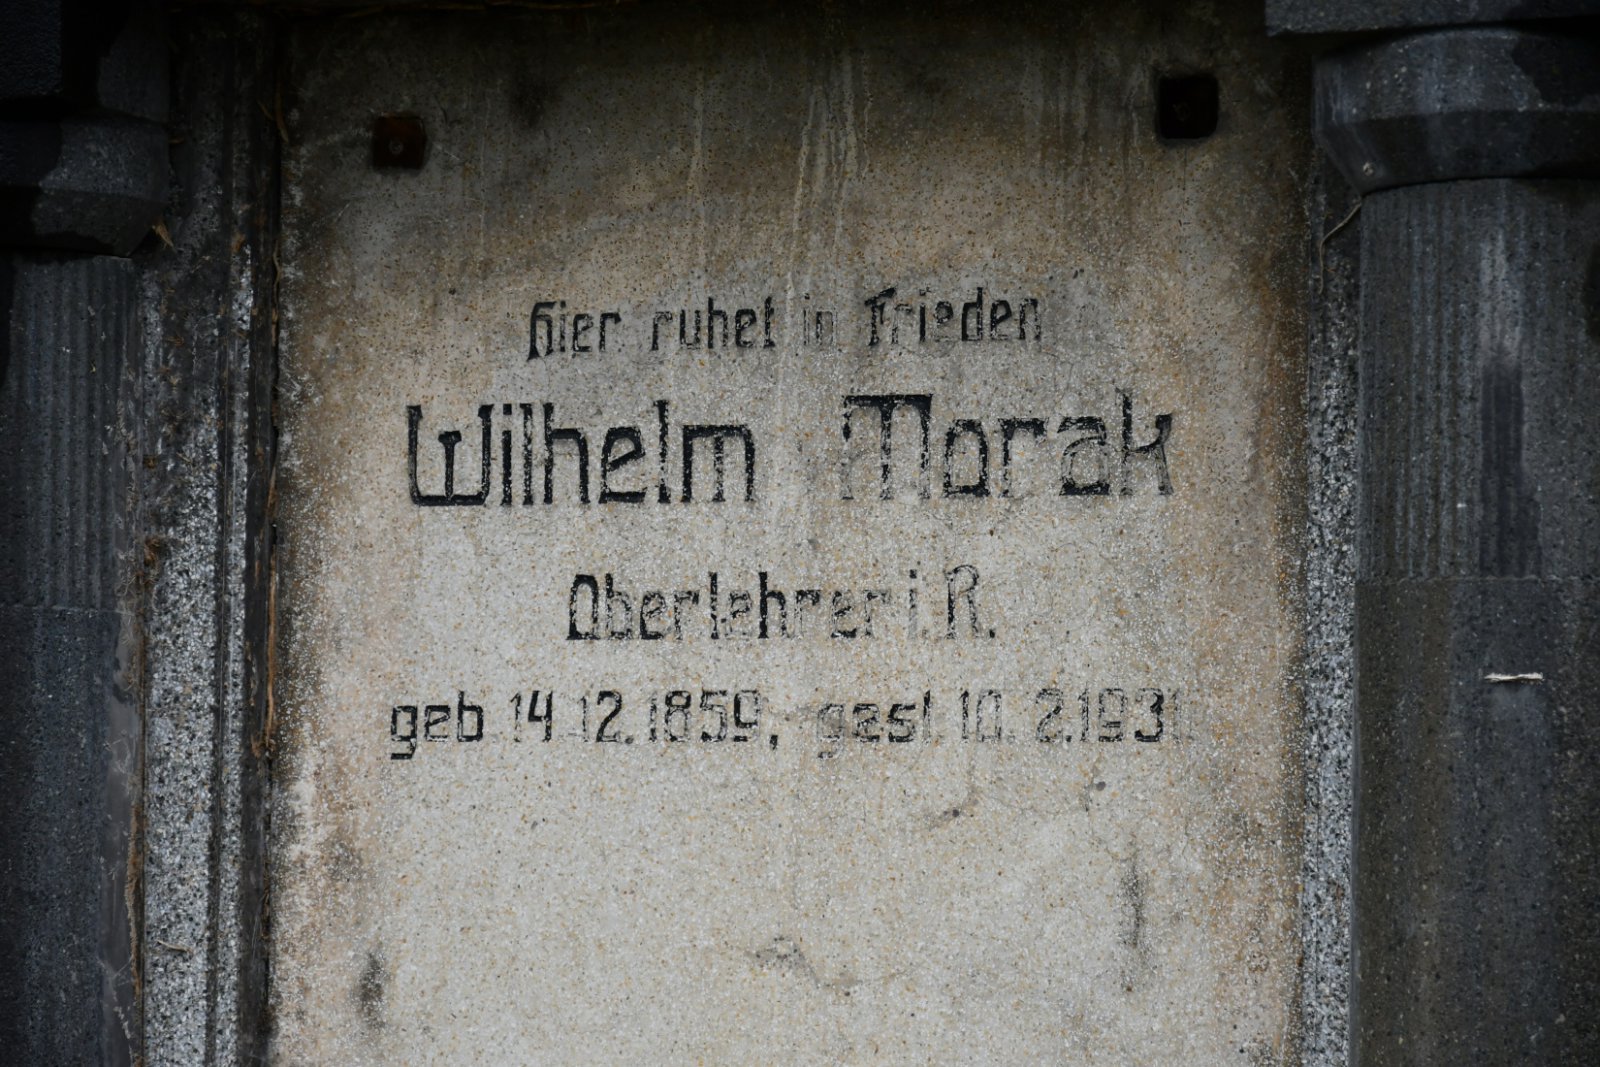 Hier ruhet in Frieden
Wilhelm Morak
Oberlehrer i. R.
geb 14 12. 1859, gest. 10. 2. 1931.